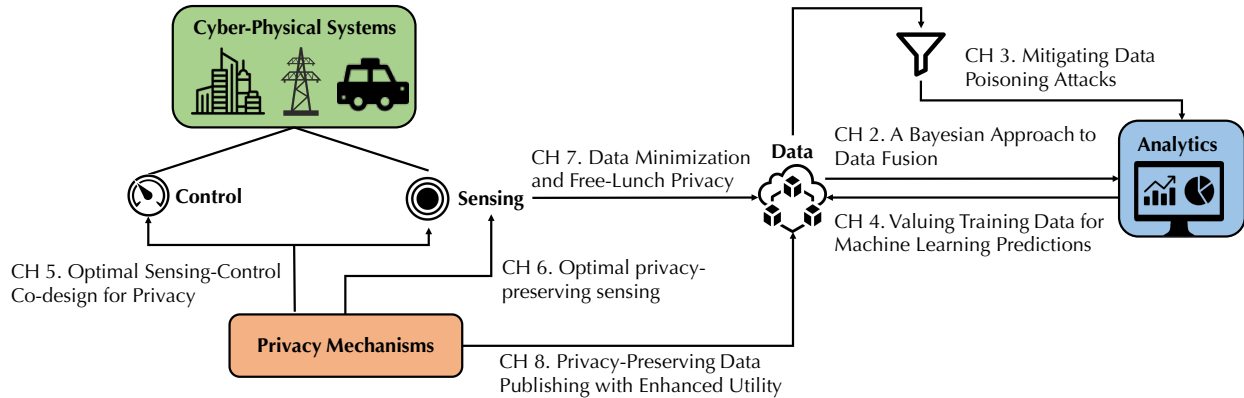 Cyber-Physical Systems
CH 3. Mitigating Data
Poisoning Attacks
Control
Sensing
CH 7. Data Minimization
and Free-Lunch Privacy
Data
CH 2. A Bayesian Approach to
Data Fusion
Analytics
CH 4. Valuing Training Data for
Machine Learning Predictions
CH 5. Optimal Sensing-Control
Co-design for Privacy
CH 6. Optimal privacy-
preserving sensing
Privacy Mechanisms
CH 8. Privacy-Preserving Data
Publishing with Enhanced Utility